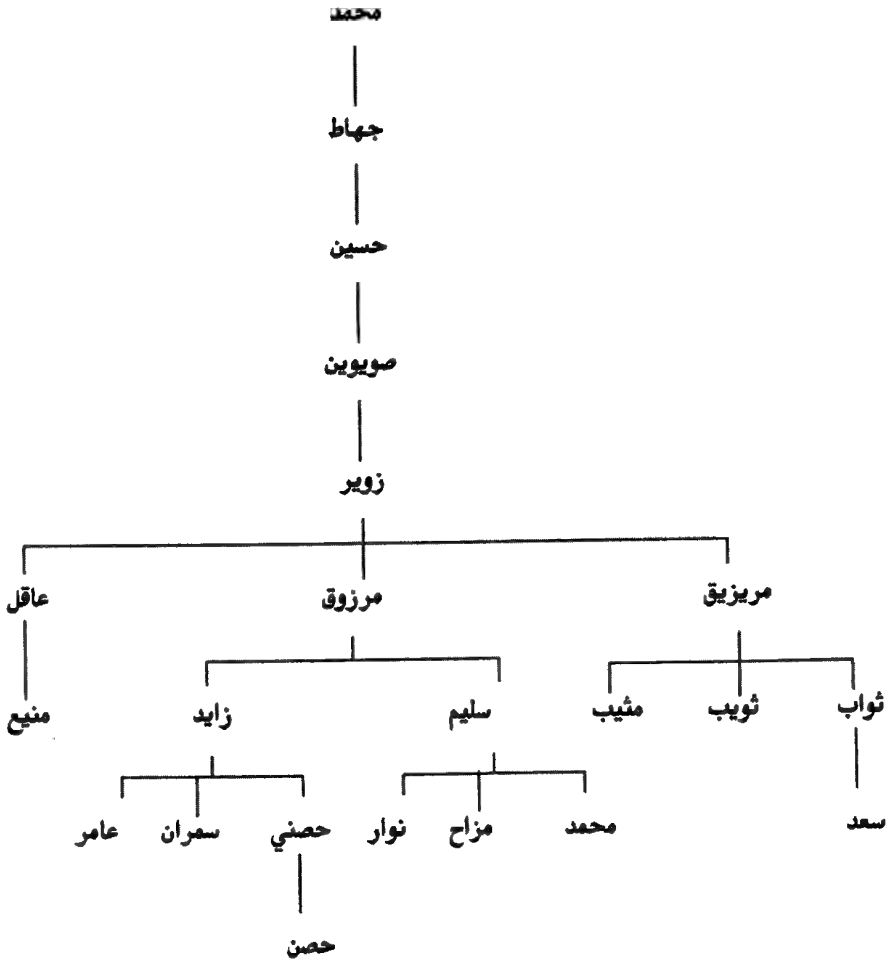 محمد
جهاط
حسين
صويوين
زوير
مريزيق مرزوق عاقل
ثواب ثويب مثيب سليم زايد منيع
سعد محمد مزاح نوار حصني سمران عامر
حصن